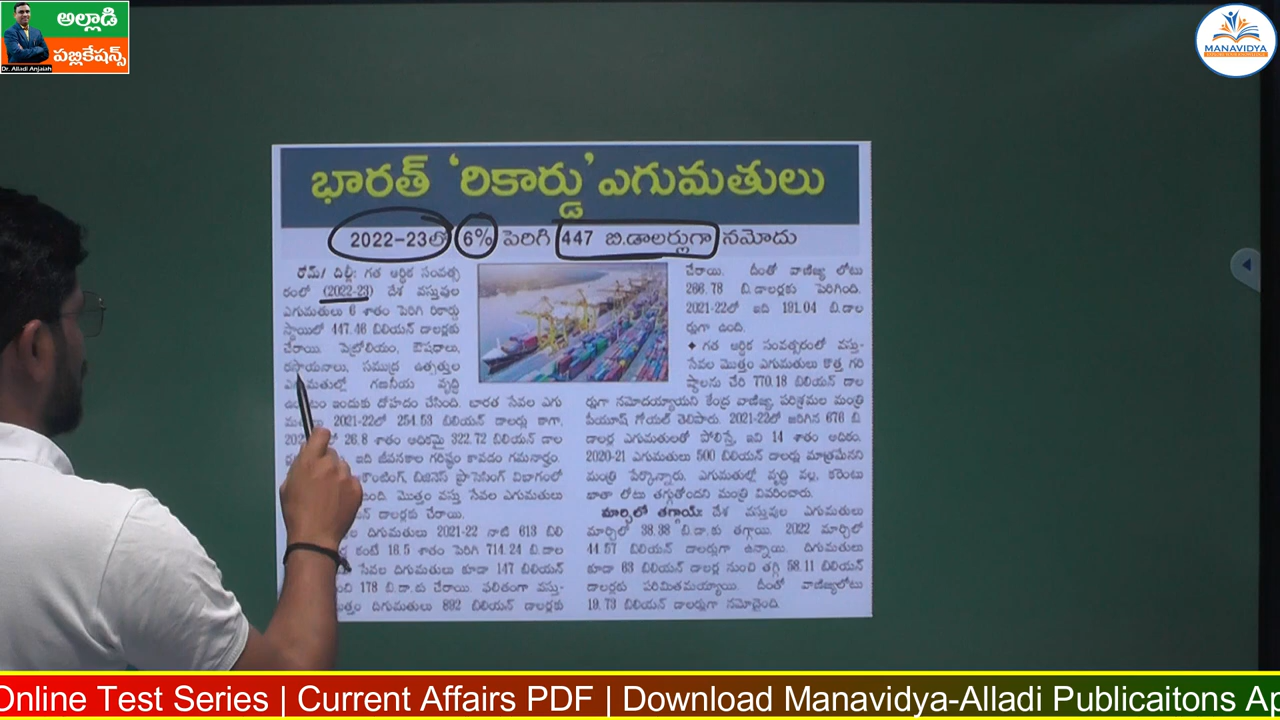 అల్లాడి
పబ్లికేషన్స్
Dr. Alladi Anjaiah
MANAVIDYA
భారత్ 'రికార్డు' ఎగుమతులు
2022-23లో 6% పెరిగి 447 బి.డాలర్లుగా నమోదు
రోమ్/ దిల్లీ: గత ఆర్థిక సంవత్స
రంలో (2022-23) దేశ వస్తువుల
ఎగుమతులు 6 శాతం పెరిగి రికార్డు
స్థాయిలో 447.46 బిలియన్ డాలర్లకు
చేరాయి. పెట్రోలియం, ఔషధాలు,
రసాయనాలు, సముద్ర ఉత్పత్తుల
ఎగుమతుల్లో గణనీయ వృద్ధి
ఇందుకు దోహదం చేసింది. భారత సేవల ఎగు
2021-22లో 254.53 బిలియన్ డాలర్లు కాగా,
26.8 శాతం అధికమై 322.72 బిలియన్ డాల
ఇది జీవనకాల గరిష్ఠం కావడం గమనార్హం.
బిజినెస్ ప్రాసెసింగ్ విభాగంలో
మొత్తం వస్తు సేవల ఎగుమతులు
డాలర్లకు చేరాయి.
దిగుమతులు 2021-22 నాటి 613 బిలి
కంటే 16.5 శాతం పెరిగి 714.24 బి.డాల
సేవల దిగుమతులు కూడా 147 బిలియన్
178 బి.డా.కు చేరాయి. ఫలితంగా వస్తు-
దిగుమతులు 892 బిలియన్ డాలర్లకు
చేరాయి. దీంతో వాణిజ్య లోటు
266.78 బి.డాలర్లకు పెరిగింది.
2021-22లో ఇది 191.04 బి.డాల
ర్లుగా ఉంది.
♦ గత ఆర్థిక సంవత్సరంలో వస్తు-
సేవల మొత్తం ఎగుమతులు కొత్త గరి
ష్ఠాలను చేరి 770.18 బిలియన్ డాల
ర్లుగా నమోదయ్యాయని కేంద్ర వాణిజ్య, పరిశ్రమల మంత్రి
పీయూష్ గోయల్ తెలిపారు. 2021-22లో జరిగిన 676 బి.
డాలర్ల ఎగుమతులతో పోలిస్తే, ఇవి 14 శాతం అధికం.
2020-21 ఎగుమతులు 500 బిలియన్ డాలర్లు మాత్రమేనని
మంత్రి పేర్కొన్నారు. ఎగుమతుల్లో వృద్ధి వల్ల, కరెంటు
ఖాతా లోటు తగ్గుతోందని మంత్రి వివరించారు.
మార్చిలో తగ్గాయ్: దేశ వస్తువుల ఎగుమతులు
మార్చిలో 38.38 బి.డా.కు తగ్గాయి. 2022 మార్చిలో
44.57 బిలియన్ డాలర్లుగా ఉన్నాయి. దిగుమతులు
కూడా 63 బిలియన్ డాలర్ల నుంచి తగ్గి 58.11 బిలియన్
డాలర్లకు పరిమితమయ్యాయి. దీంతో వాణిజ్యలోటు
19.73 బిలియన్ డాలర్లుగా నమోదైంది.
Online Test Series | Current Affairs PDF | Download Manavidya-Alladi Publicaitons Ap